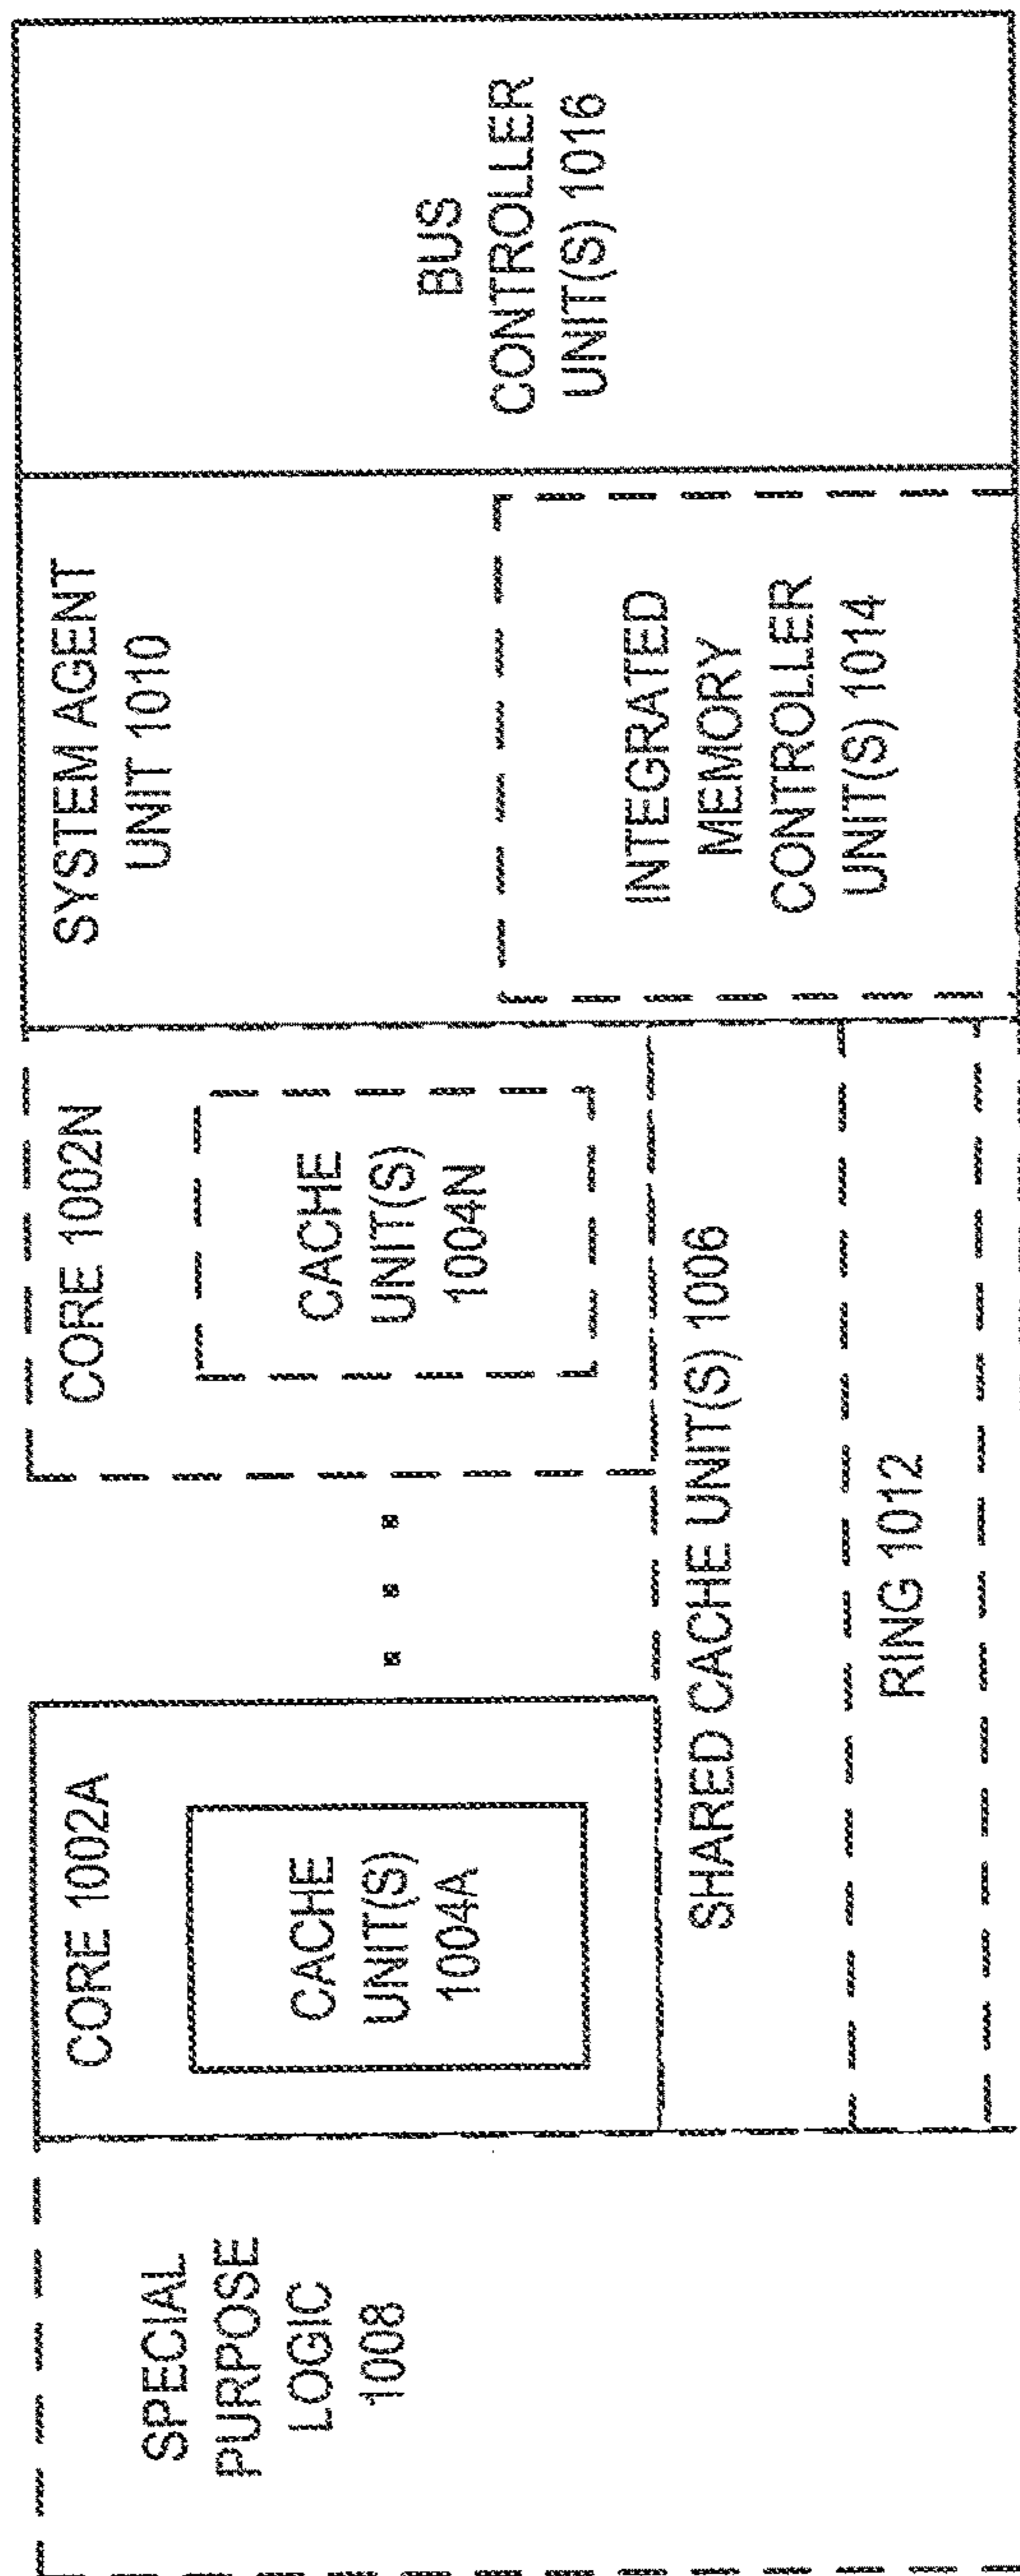 SPECIAL
PURPOSE
LOGIC
1008
CORE 1002A
CACHE
UNIT(S)
1004A
CORE 1002N
CACHE
UNIT(S)
1004N
SHARED CACHE UNIT(S) 1006
RING 1012
SYSTEM AGENT
UNIT 1010
INTEGRATED
MEMORY
CONTROLLER
UNIT(S) 1014
BUS
CONTROLLER
UNIT(S) 1016